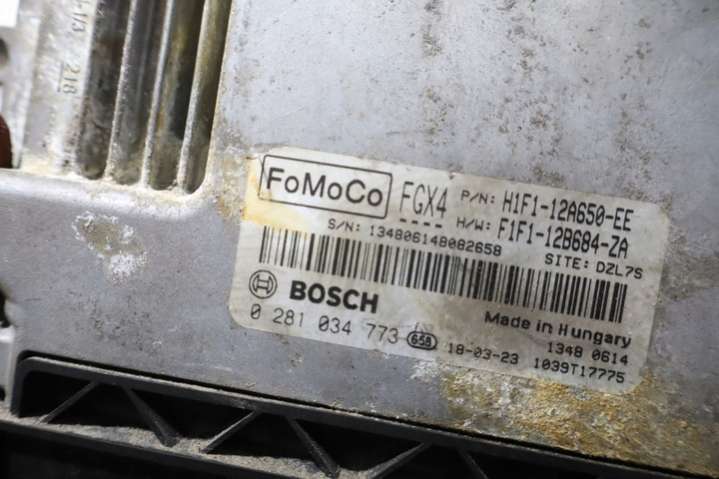 FoMoCo
FGX4
P/N: H1F1-12A650-EE
H/W: F1F1-12B684-ZA
S/N: 134806148082658
SITE: DZL7S
BOSCH
0 281 034 773
658
18-03-23
Made in Hungary
1348 0614
1039T17775